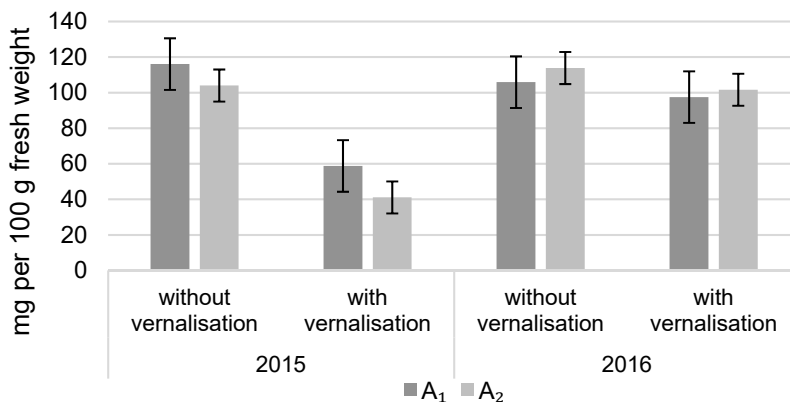 mg per 100 g fresh weight
140
120
100
80
60
40
20
0
without vernalisation
with vernalisation
without vernalisation
with vernalisation
2015
2016
A₁ A₂